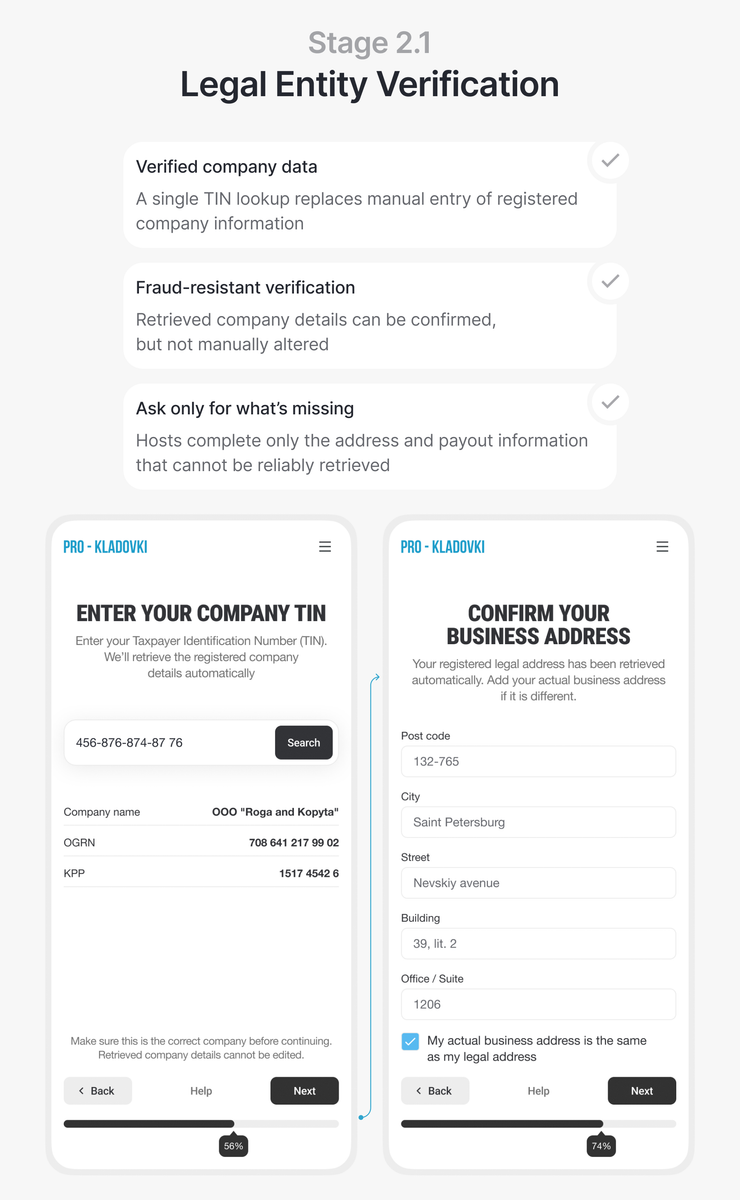 Stage 2.1
Legal Entity Verification
Verified company data
A single TIN lookup replaces manual entry of registered
company information
Fraud-resistant verification
Retrieved company details can be confirmed,
but not manually altered
Ask only for what’s missing
Hosts complete only the address and payout information
that cannot be reliably retrieved
PRO - KLADOVKI
ENTER YOUR COMPANY TIN
Enter your Taxpayer Identification Number (TIN).
We’ll retrieve the registered company
details automatically
456-876-874-87 76
Search
Company name OOO "Roga and Kopyta"
OGRN 708 641 217 99 02
KPP 1517 4542 6
Make sure this is the correct company before continuing.
Retrieved company details cannot be edited.
Back Help Next
56%
PRO - KLADOVKI
CONFIRM YOUR
BUSINESS ADDRESS
Your registered legal address has been retrieved
automatically. Add your actual business address
if it is different.
Post code
132-765
City
Saint Petersburg
Street
Nevskiy avenue
Building
39, lit. 2
Office / Suite
1206
My actual business address is the same
as my legal address
Back Help Next
74%